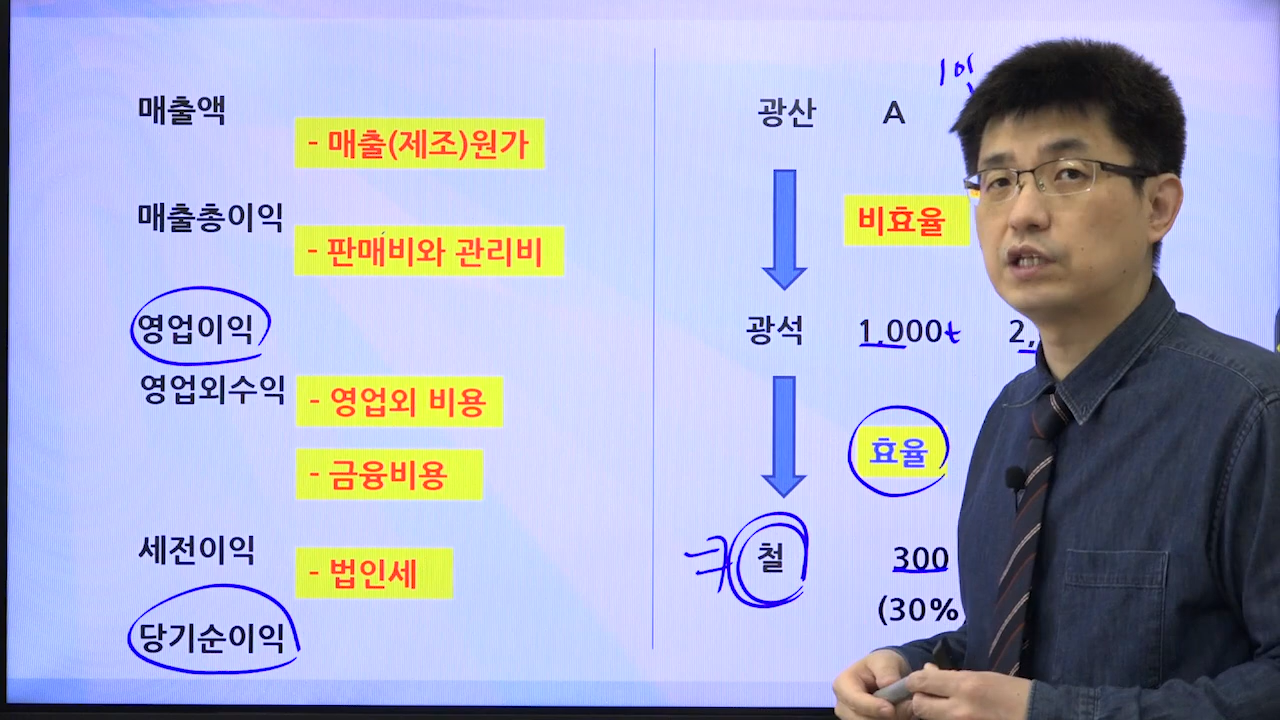 매출액
- 매출(제조)원가
매출총이익
- 판매비와 관리비
영업이익
영업외수익
- 영업외 비용
- 금융비용
세전이익
- 법인세
당기순이익
1억
광산 A
비효율
광석 1,000t 2,
효율
철 300
(30%